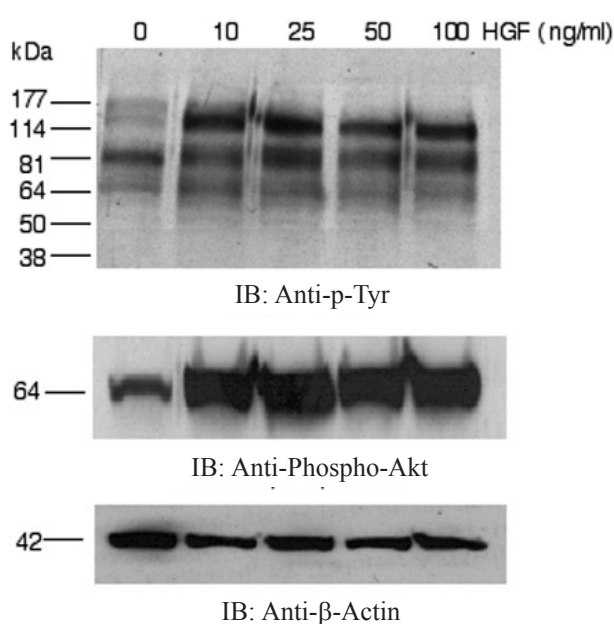 0 10 25 50 100 HGF ( ng/ml)
kDa
177
114
81
64
50
38
IB: Anti-p-Tyr
64
IB: Anti-Phospho-Akt
42
IB: Anti-β-Actin